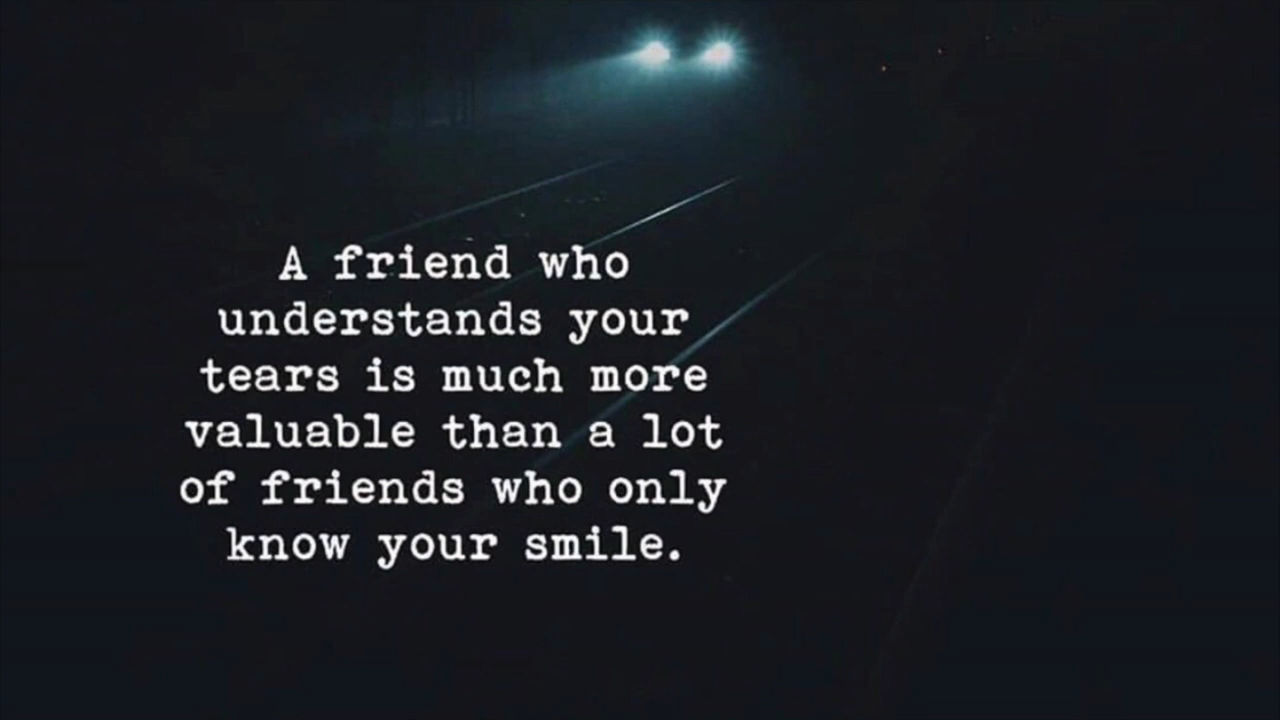 A friend who
understands your
tears is much more
valuable than a lot
of friends who only
know your smile.